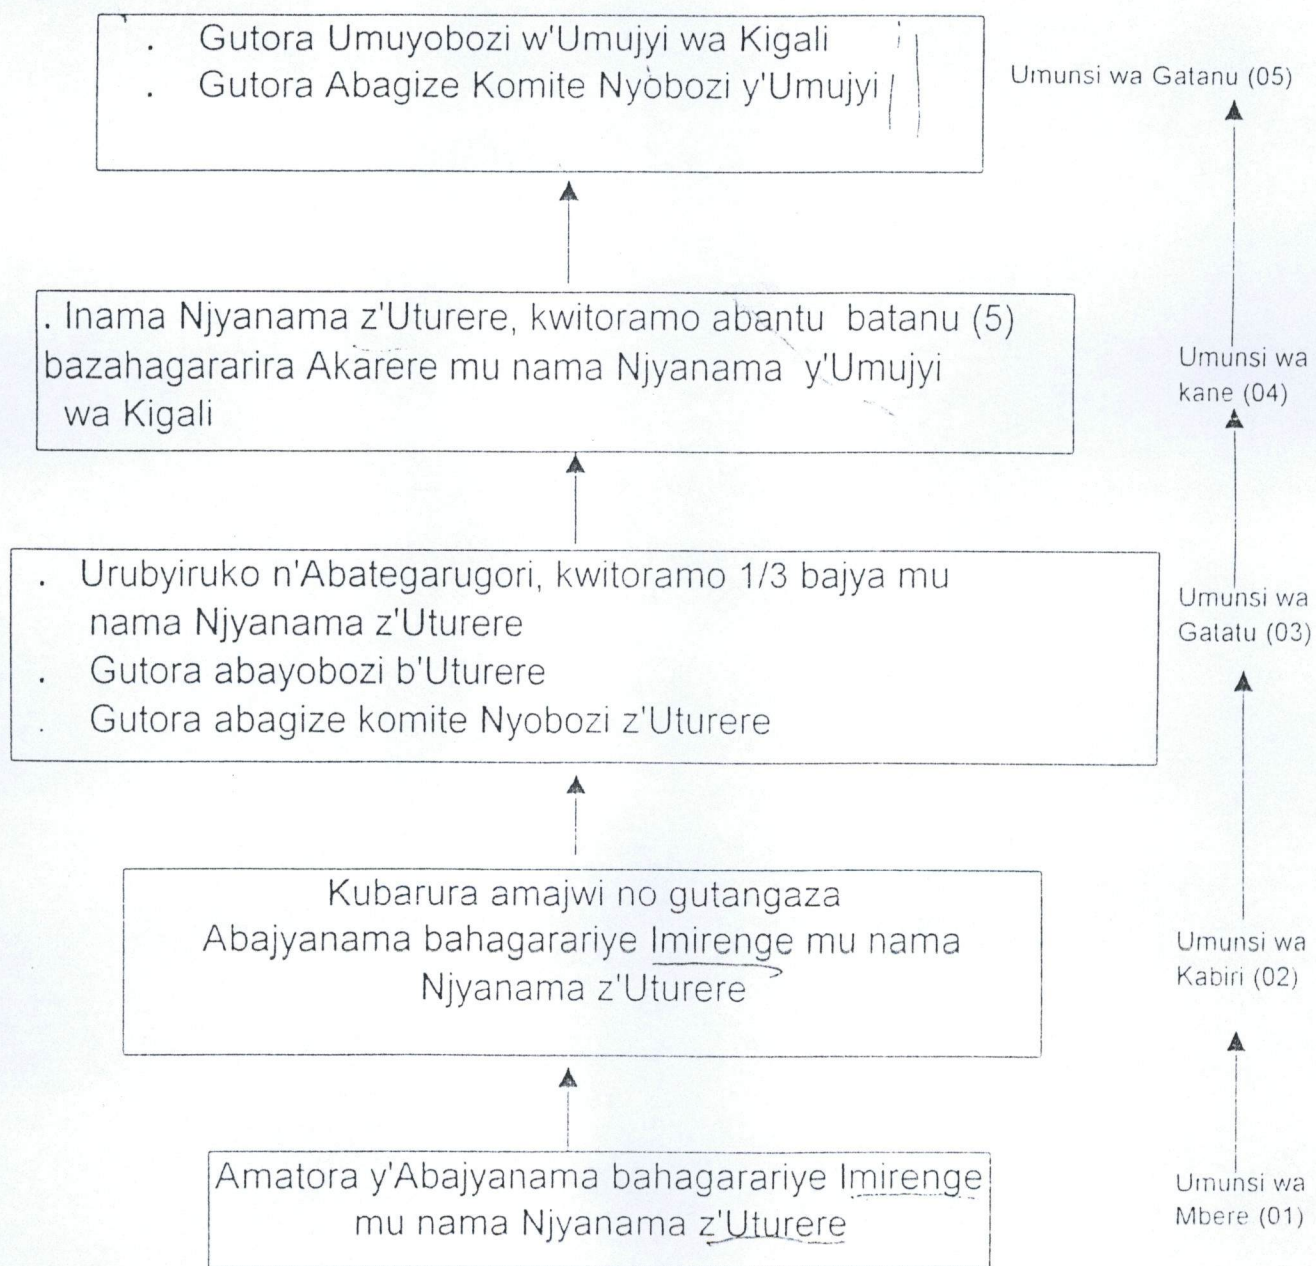 . Gutora Umuyobozi w'Umujyi wa Kigali
. Gutora Abagize Komite Nyobozi y'Umujyi
Umunsi wa Gatanu (05)
. Inama Njyanama z'Uturere, kwitoramo abantu batanu (5)
bazahagararira Akarere mu nama Njyanama y'Umujyi
wa Kigali
Umunsi wa
kane (04)
. Urubyiruko n'Abategarugori, kwitoramo 1/3 bajya mu
nama Njyanama z'Uturere
. Gutora abayobozi b'Uturere
. Gutora abagize komite Nyobozi z'Uturere
Umunsi wa
Gatatu (03)
Kubarura amajwi no gutangaza
Abajyanama bahagarariye Imirenge mu nama
Njyanama z'Uturere
Umunsi wa
Kabiri (02)
Amatora y'Abajyanama bahagarariye Imirenge
mu nama Njyanama z'Uturere
Umunsi wa
Mbere (01)